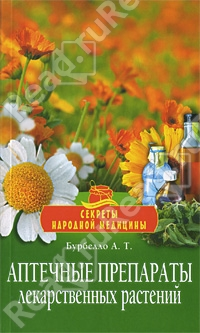 СЕКРЕТЫ
НАРОДНОЙ МЕДИЦИНЫ
Бурбелло А. Т.
АПТЕЧНЫЕ ПРЕПАРАТЫ
лекарственных растений